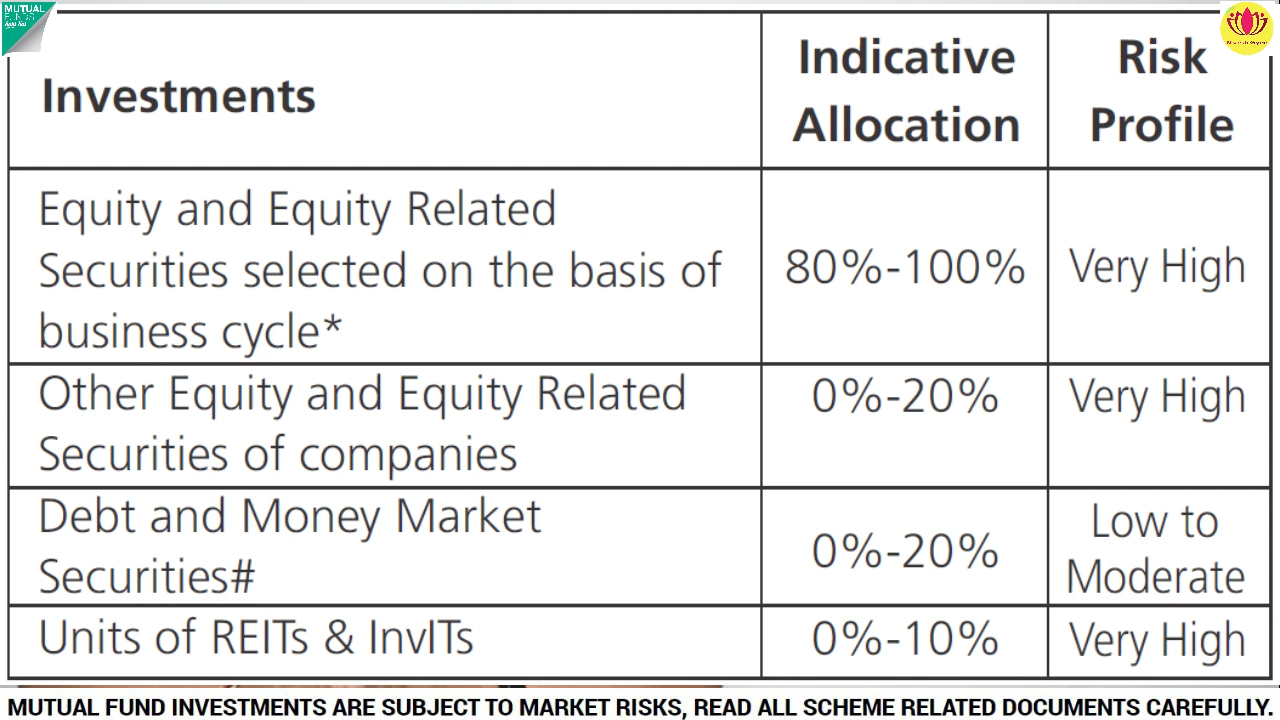 MUTUAL
FUNDS
Sahi Hai
Investments
Indicative
Allocation
Risk
Profile
Equity and Equity Related
Securities selected on the basis of
business cycle*
80%-100%
Very High
Other Equity and Equity Related
Securities of companies
0%-20%
Very High
Debt and Money Market
Securities#
0%-20%
Low to
Moderate
Units of REITs & InvITs
0%-10%
Very High
MUTUAL FUND INVESTMENTS ARE SUBJECT TO MARKET RISKS, READ ALL SCHEME RELATED DOCUMENTS CAREFULLY.